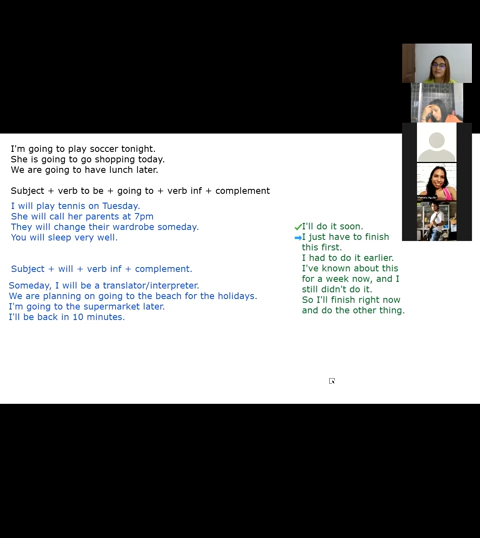 I'm going to play soccer tonight.
She is going to go shopping today.
We are going to have lunch later.
Subject + verb to be + going to + verb inf + complement
I will play tennis on Tuesday.
She will call her parents at 7pm
They will change their wardrobe someday.
You will sleep very well.
Subject + will + verb inf + complement.
Someday, I will be a translator/interpreter.
We are planning on going to the beach for the holidays.
I'm going to the supermarket later.
I'll be back in 10 minutes.
I'll do it soon.
I just have to finish
this first.
I had to do it earlier.
I've known about this
for a week now, and I
still didn't do it.
So I'll finish right now
and do the other thing.